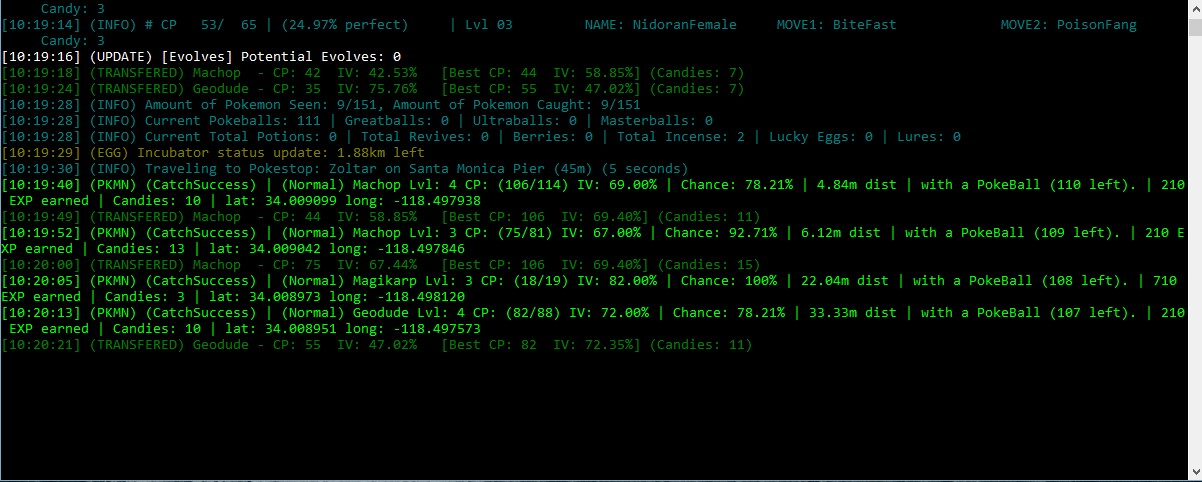 Candy: 3
[10:19:14] (INFO) # CP   53/  65 | (24.97% perfect)     | Lvl 03         NAME: NidoranFemale     MOVE1: BiteFast             MOVE2: PoisonFang
     Candy: 3
[10:19:16] (UPDATE) [Evolves] Potential Evolves: 0
[10:19:18] (TRANSFERED) Machop  - CP: 42  IV: 42.53%   [Best CP: 44  IV: 58.85%] (Candies: 7)
[10:19:24] (TRANSFERED) Geodude - CP: 35  IV: 75.76%   [Best CP: 55  IV: 47.02%] (Candies: 7)
[10:19:28] (INFO) Amount of Pokemon Seen: 9/151, Amount of Pokemon Caught: 9/151
[10:19:28] (INFO) Current Pokeballs: 111 | Greatballs: 0 | Ultraballs: 0 | Masterballs: 0
[10:19:28] (INFO) Current Total Potions: 0 | Total Revives: 0 | Berries: 0 | Total Incense: 2 | Lucky Eggs: 0 | Lures: 0
[10:19:29] (EGG) Incubator status update: 1.88km left
[10:19:30] (INFO) Traveling to Pokestop: Zoltar on Santa Monica Pier (45m) (5 seconds)
[10:19:40] (PKMN) (CatchSuccess) | (Normal) Machop Lvl: 4 CP: (106/114) IV: 69.00% | Chance: 78.21% | 4.84m dist | with a PokeBall (110 left). | 210
 EXP earned | Candies: 10 | lat: 34.009099 long: -118.497938
[10:19:49] (TRANSFERED) Machop  - CP: 44  IV: 58.85%   [Best CP: 106  IV: 69.40%] (Candies: 11)
[10:19:52] (PKMN) (CatchSuccess) | (Normal) Machop Lvl: 3 CP: (75/81) IV: 67.00% | Chance: 92.71% | 6.12m dist | with a PokeBall (109 left). | 210 E
XP earned | Candies: 13 | lat: 34.009042 long: -118.497846
[10:20:00] (TRANSFERED) Machop  - CP: 75  IV: 67.44%   [Best CP: 106  IV: 69.40%] (Candies: 15)
[10:20:05] (PKMN) (CatchSuccess) | (Normal) Magikarp Lvl: 3 CP: (18/19) IV: 82.00% | Chance: 100% | 22.04m dist | with a PokeBall (108 left). | 710
EXP earned | Candies: 3 | lat: 34.008973 long: -118.498120
[10:20:13] (PKMN) (CatchSuccess) | (Normal) Geodude Lvl: 4 CP: (82/88) IV: 72.00% | Chance: 78.21% | 33.33m dist | with a PokeBall (107 left). | 210
 EXP earned | Candies: 10 | lat: 34.008951 long: -118.497573
[10:20:21] (TRANSFERED) Geodude - CP: 55  IV: 47.02%   [Best CP: 82  IV: 72.35%] (Candies: 11)